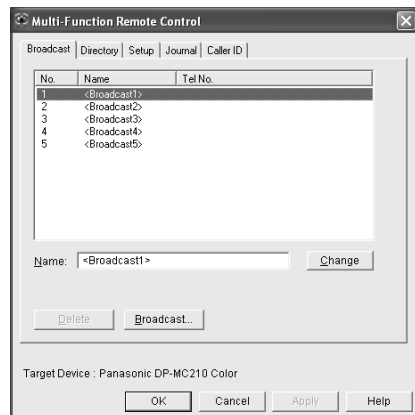 Multi-Function Remote Control
Broadcast Directory Setup Journal Caller ID
No. Name Tel No.
1 <Broadcast1>
2 <Broadcast2>
3 <Broadcast3>
4 <Broadcast4>
5 <Broadcast5>
Name: <Broadcast1> Change
Delete Broadcast...
Target Device : Panasonic DP-MC210 Color
OK Cancel Apply Help